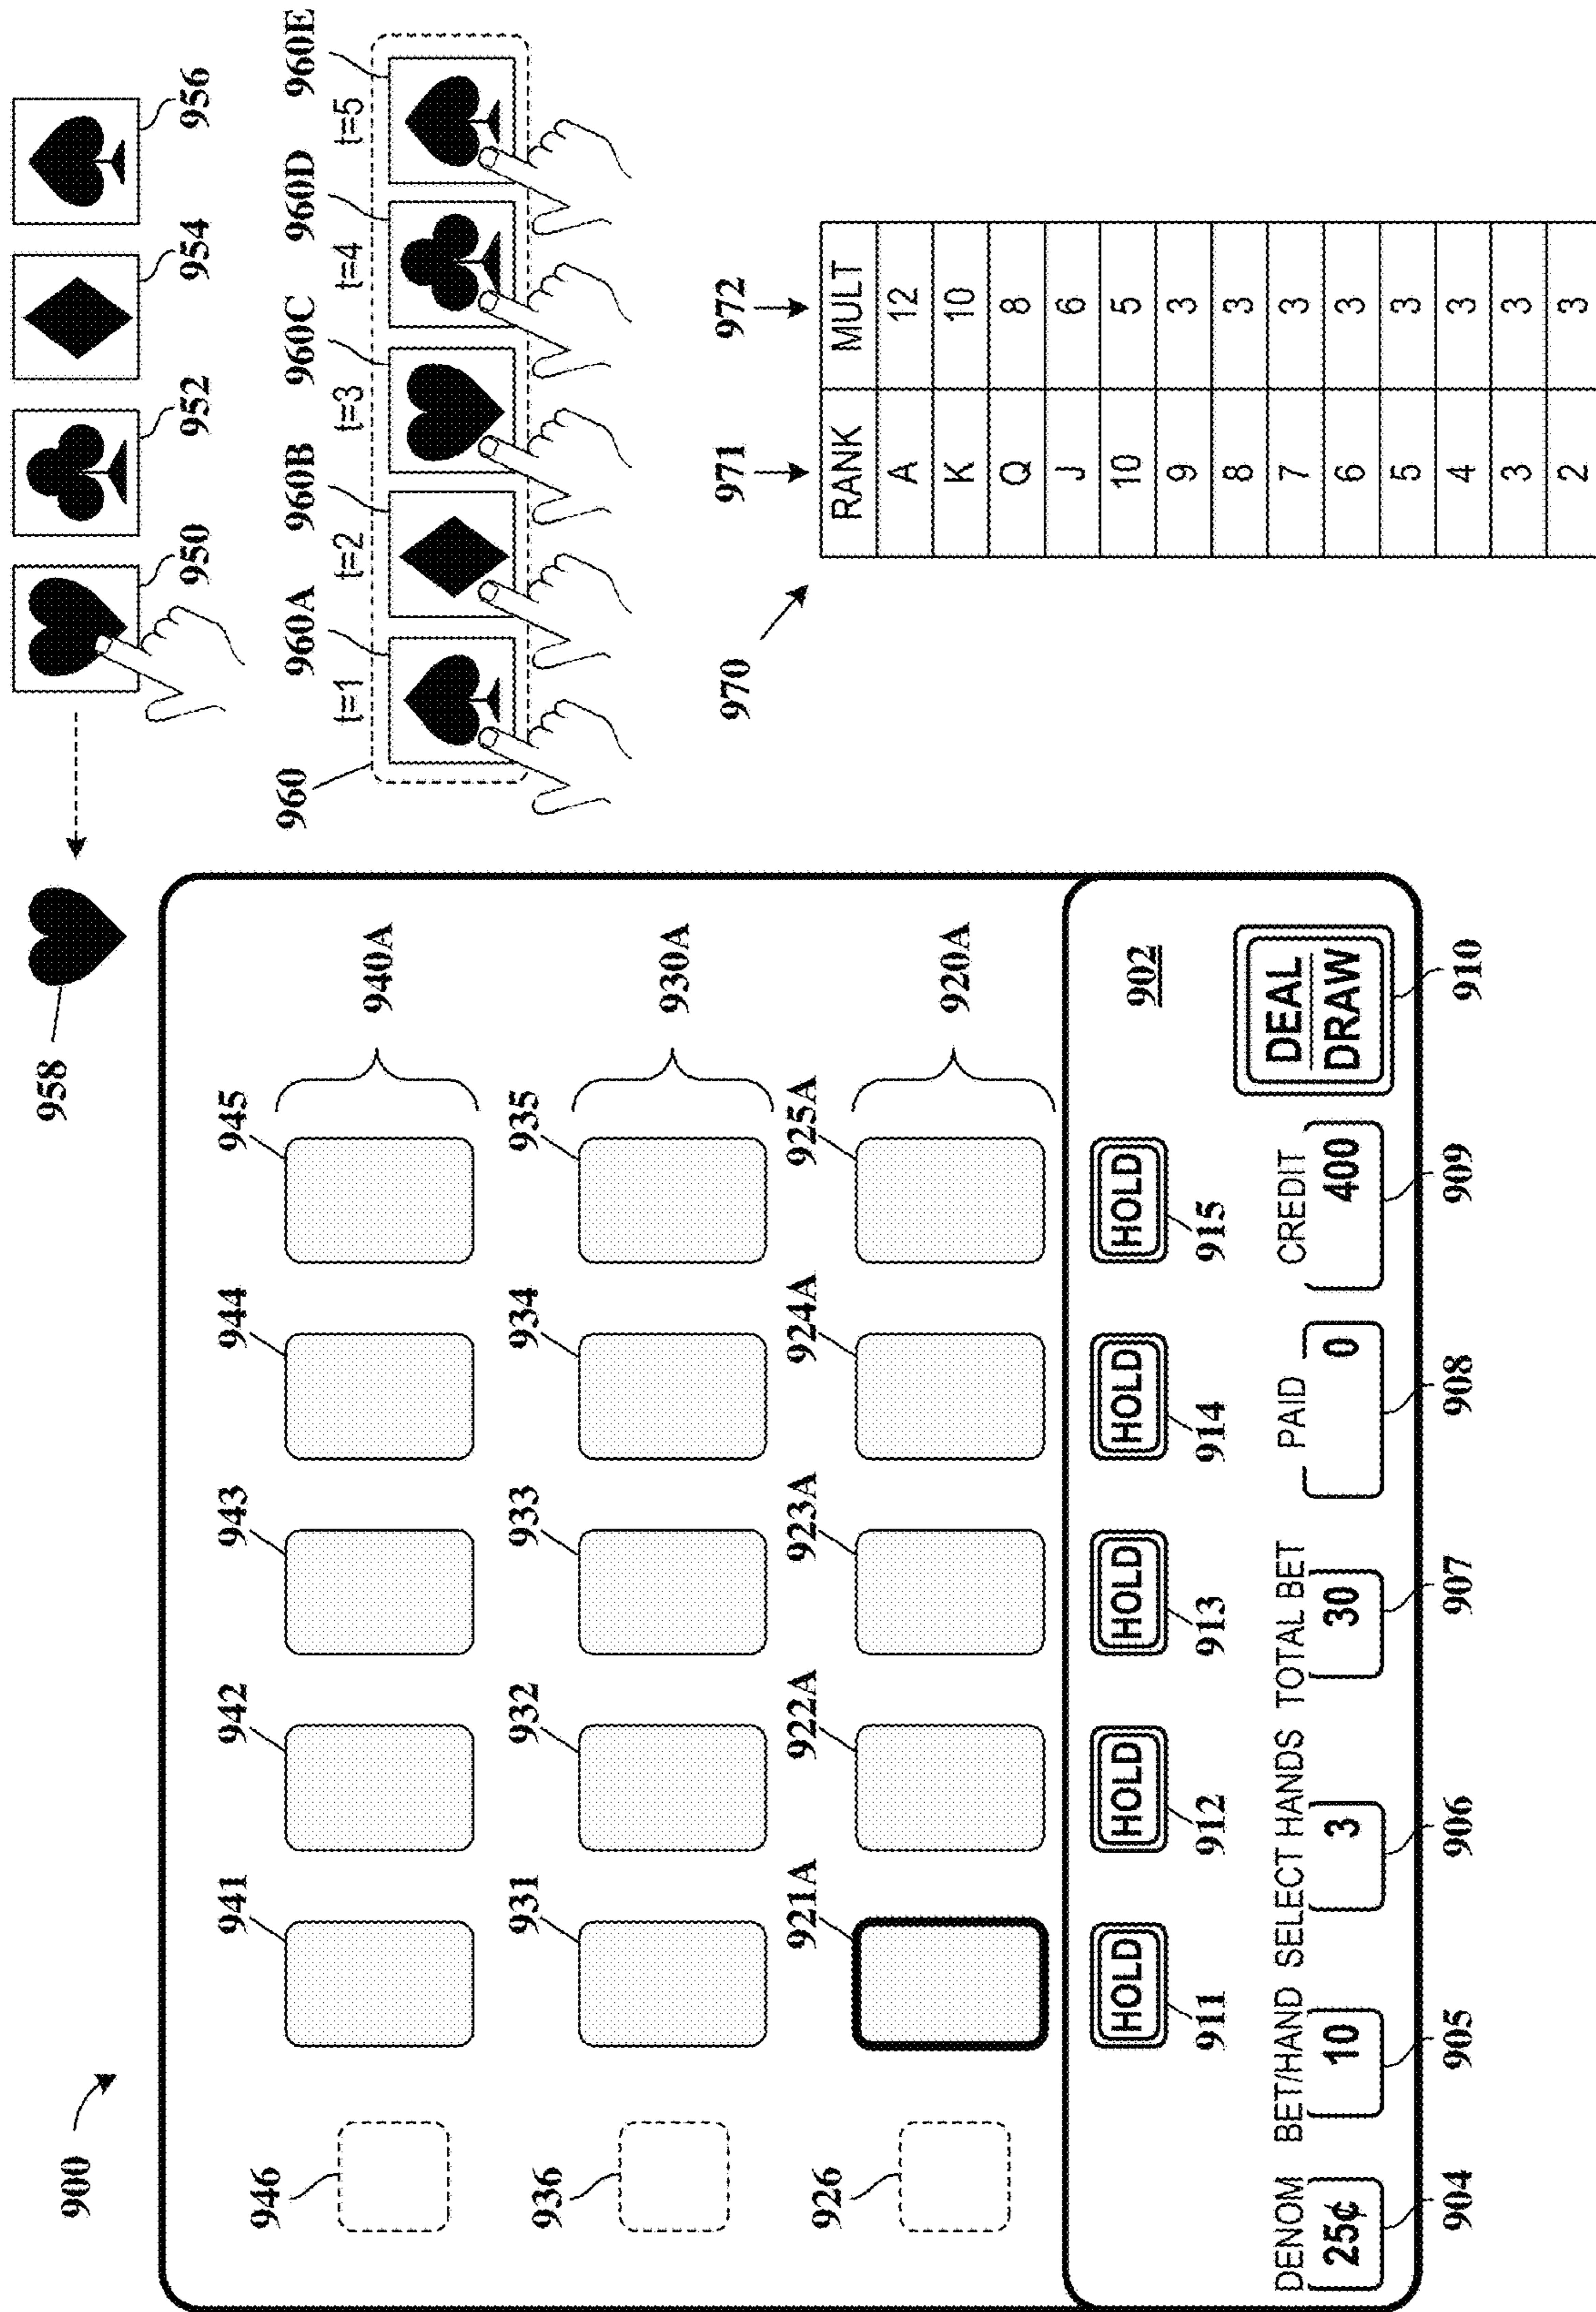 900
958
950
952
954
956
946
941
942
943
944
945
940A
936
931
932
933
934
935
930A
926
921A
922A
923A
924A
925A
920A
HOLD
HOLD
HOLD
HOLD
HOLD
902
911
912
913
914
915
DENOM BET/HAND SELECT HANDS TOTAL BET PAID CREDIT
25¢ 10 3 30 0 400
DEAL
DRAW
904 905 906 907 908 909 910
960
960A 960B 960C 960D 960E
t=1 t=2 t=3 t=4 t=5
970
971 972
RANK MULT
A 12
K 10
Q 8
J 6
10 5
9 3
8 3
7 3
6 3
5 3
4 3
3 3
2 3